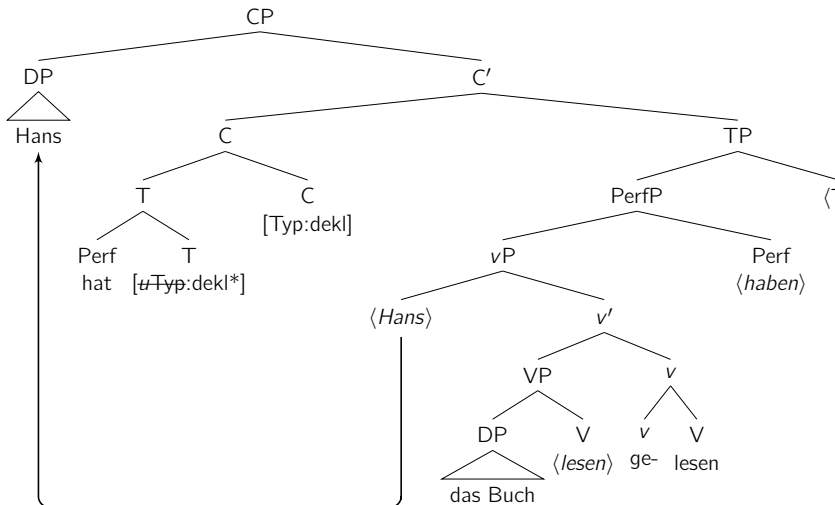 CP
DP C′
Hans
C TP
T C PerfP ⟨T
[Typ:dekl]
Perf T vP Perf
hat [uTyp:dekl*] ⟨haben⟩
⟨Hans⟩ v′
VP v
DP V v V
⟨lesen⟩ ge- lesen
das Buch